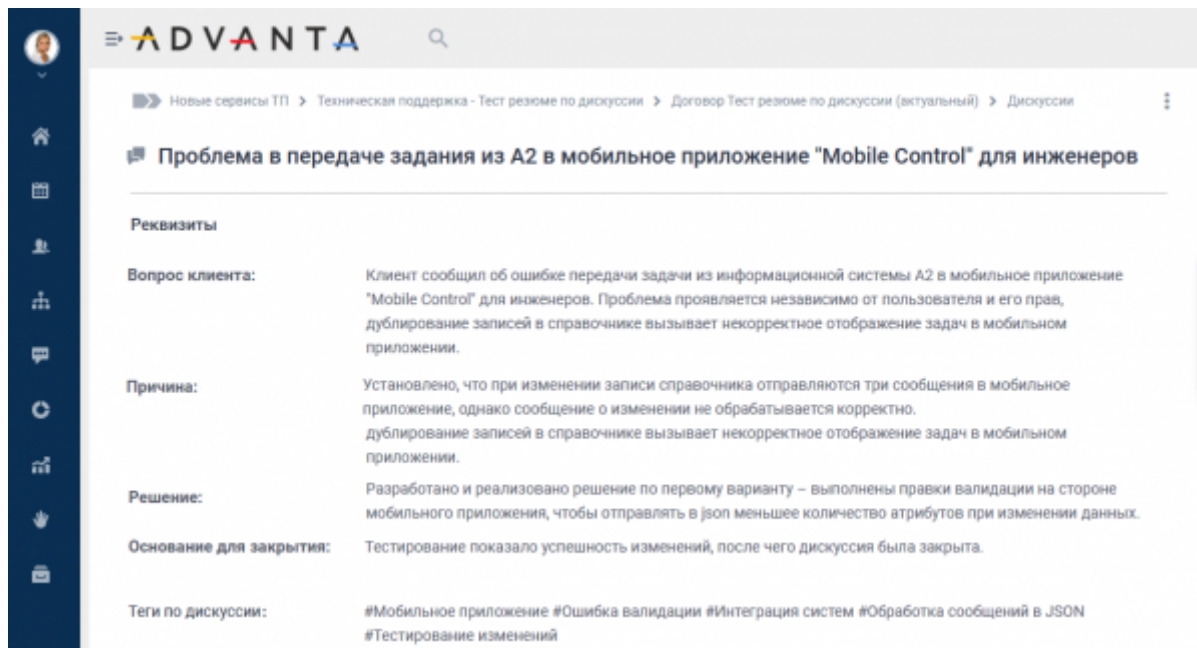 ADVANTA
Новые сервисы ТП > Техническая поддержка - Тест резюме по дискуссии > Договор Тест резюме по дискуссии (актуальный) > Дискуссии
Проблема в передаче задания из А2 в мобильное приложение "Mobile Control" для инженеров
Реквизиты
Вопрос клиента: Клиент сообщил об ошибке передачи задачи из информационной системы А2 в мобильное приложение
"Mobile Control" для инженеров. Проблема проявляется независимо от пользователя и его прав,
дублирование записей в справочнике вызывает некорректное отображение задач в мобильном
приложении.
Причина: Установлено, что при изменении записи справочника отправляются три сообщения в мобильное
приложение, однако сообщение о изменении не обрабатывается корректно.
дублирование записей в справочнике вызывает некорректное отображение задач в мобильном
приложении.
Решение: Разработано и реализовано решение по первому варианту – выполнены правки валидации на стороне
мобильного приложения, чтобы отправлять в json меньшее количество атрибутов при изменении данных.
Основание для закрытия: Тестирование показало успешность изменений, после чего дискуссия была закрыта.
Теги по дискуссии: #Мобильное приложение #Ошибка валидации #Интеграция систем #Обработка сообщений в JSON
#Тестирование изменений